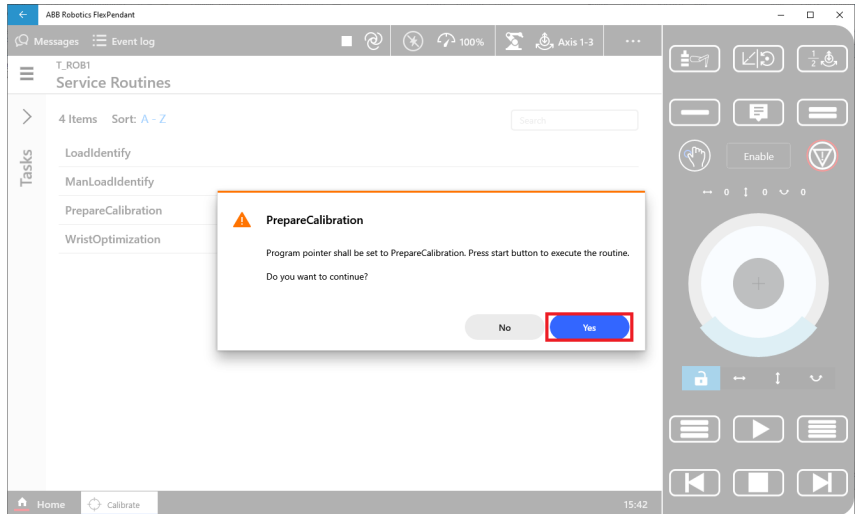 ABB Robotics FlexPendant
Messages Event log 100% Axis 1-3 ...
T_ROB1
Service Routines
4 Items Sort: A - Z Search
Tasks
LoadIdentify
ManLoadIdentify
PrepareCalibration
WristOptimization
PrepareCalibration
Program pointer shall be set to PrepareCalibration. Press start button to execute the routine.
Do you want to continue?
No Yes
Enable
0 0 0
Home Calibrate 15:42